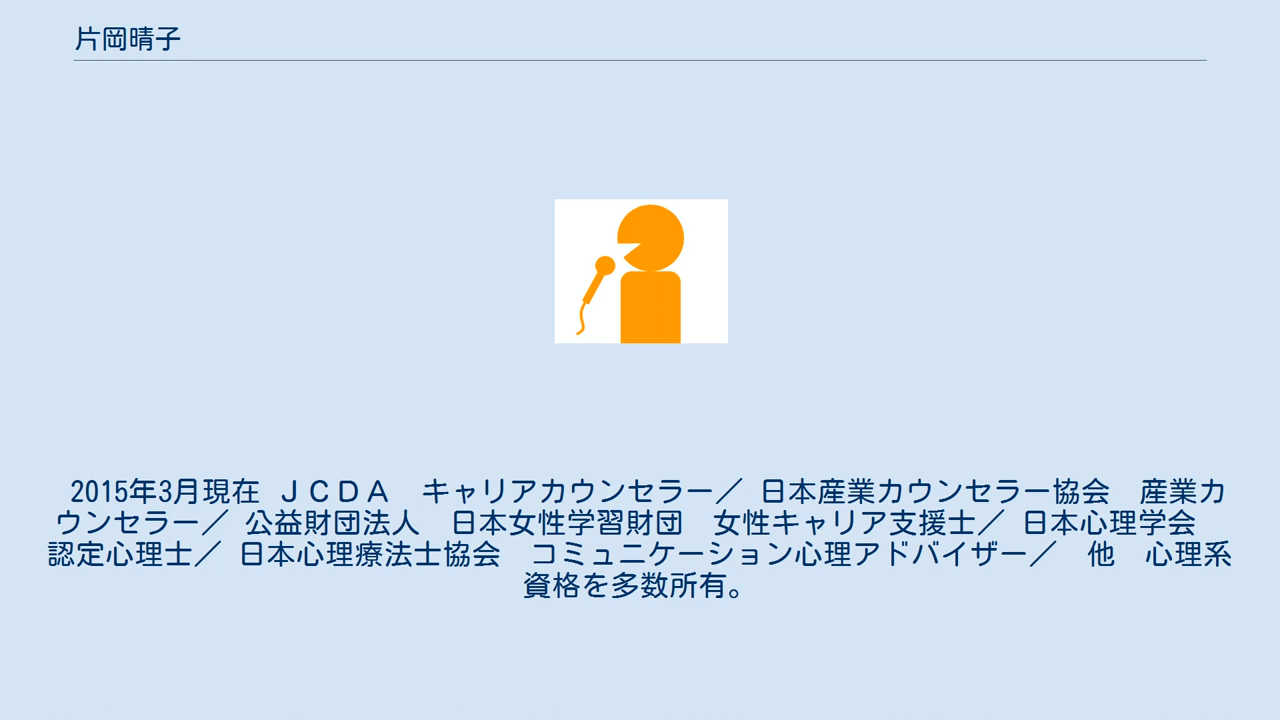 片岡晴子
2015年3月現在 ＪＣＤＡ　キャリアカウンセラー／ 日本産業カウンセラー協会　産業カ
ウンセラー／ 公益財団法人　日本女性学習財団　女性キャリア支援士／ 日本心理学会
認定心理士／ 日本心理療法士協会　コミュニケーション心理アドバイザー／　他　心理系
資格を多数所有。